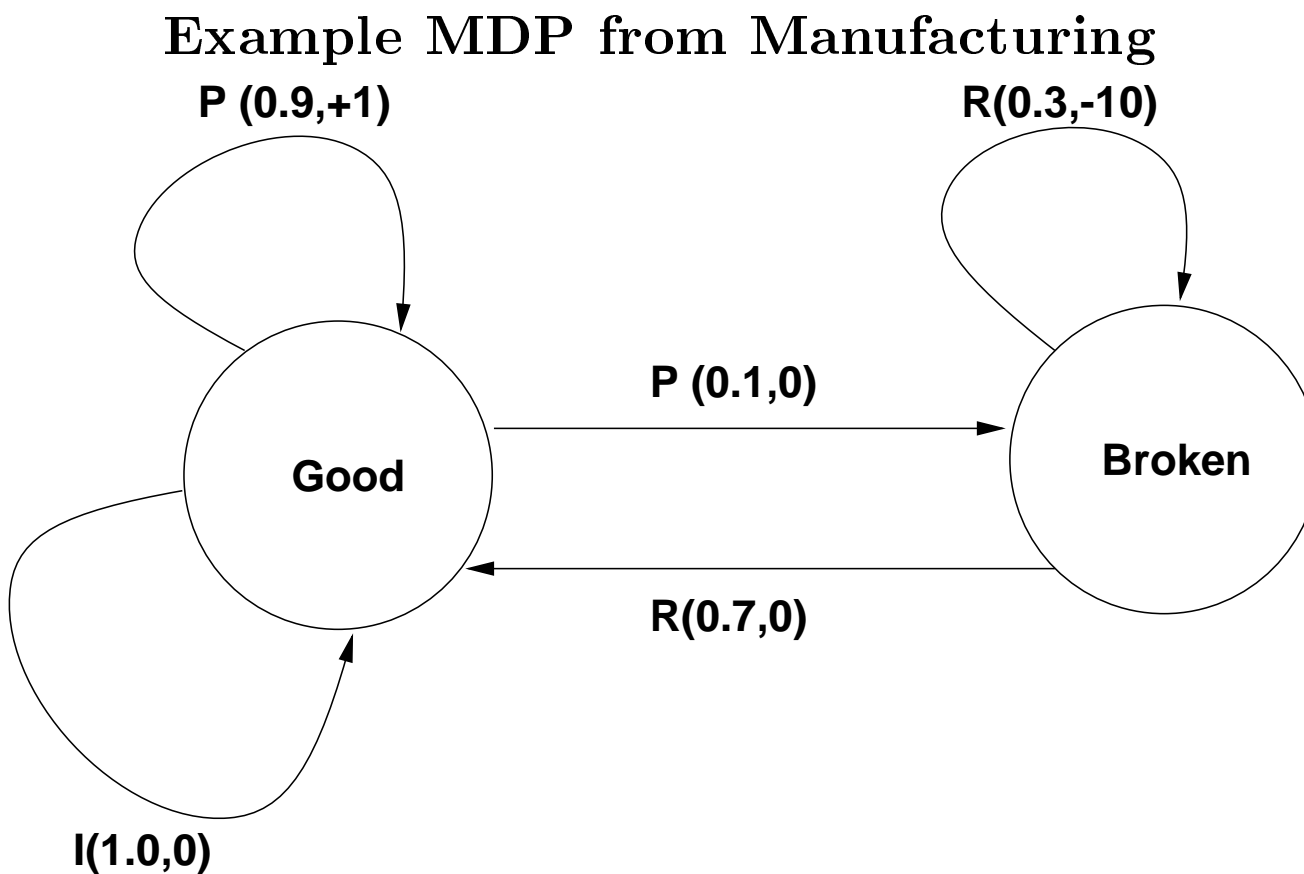 Example MDP from Manufacturing
P (0.9,+1)
R(0.3,-10)
P (0.1,0)
Good
Broken
R(0.7,0)
I(1.0,0)